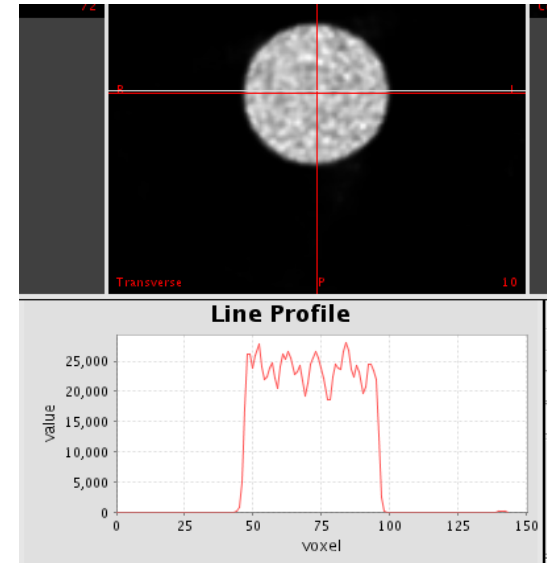 72
C
R L
Transverse P 10
Line Profile
25,000
20,000
15,000
10,000
5,000
0
value
0 25 50 75 100 125 150
voxel